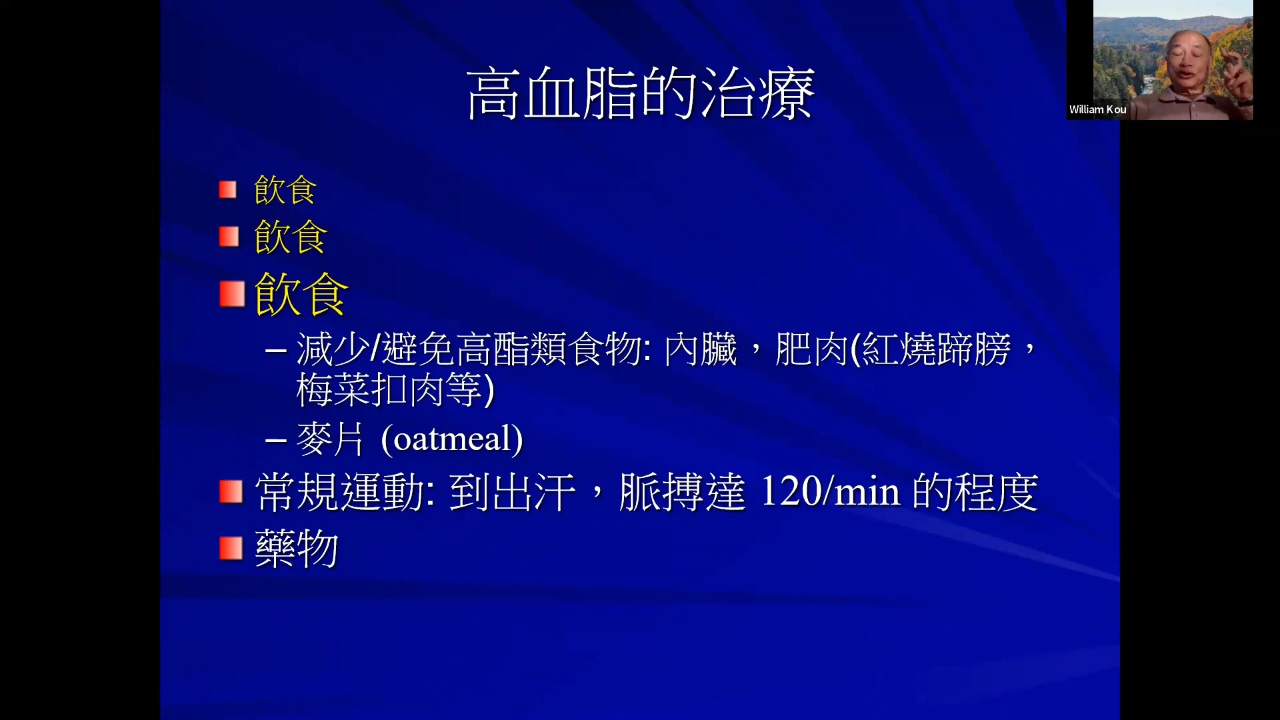 高血脂的治療
William Kou
飲食
飲食
飲食
– 減少/避免高酯類食物: 內臟，肥肉(紅燒蹄膀，
梅菜扣肉等)
– 麥片 (oatmeal)
常規運動: 到出汗，脈搏達 120/min 的程度
藥物